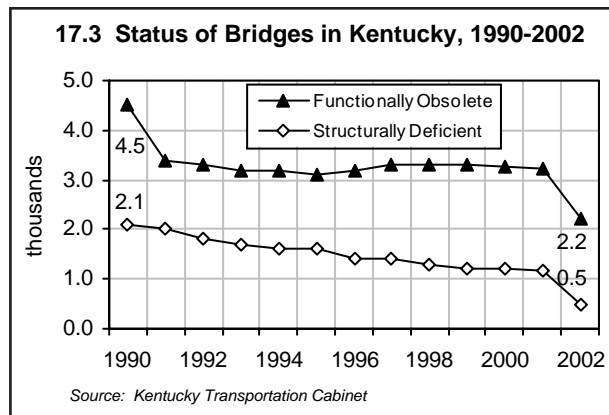 17.3 Status of Bridges in Kentucky, 1990-2002
5.0
4.0
3.0
2.0
1.0
0.0
thousands
Functionally Obsolete
Structurally Deficient
4.5
2.1
2.2
0.5
1990 1992 1994 1996 1998 2000 2002
Source: Kentucky Transportation Cabinet